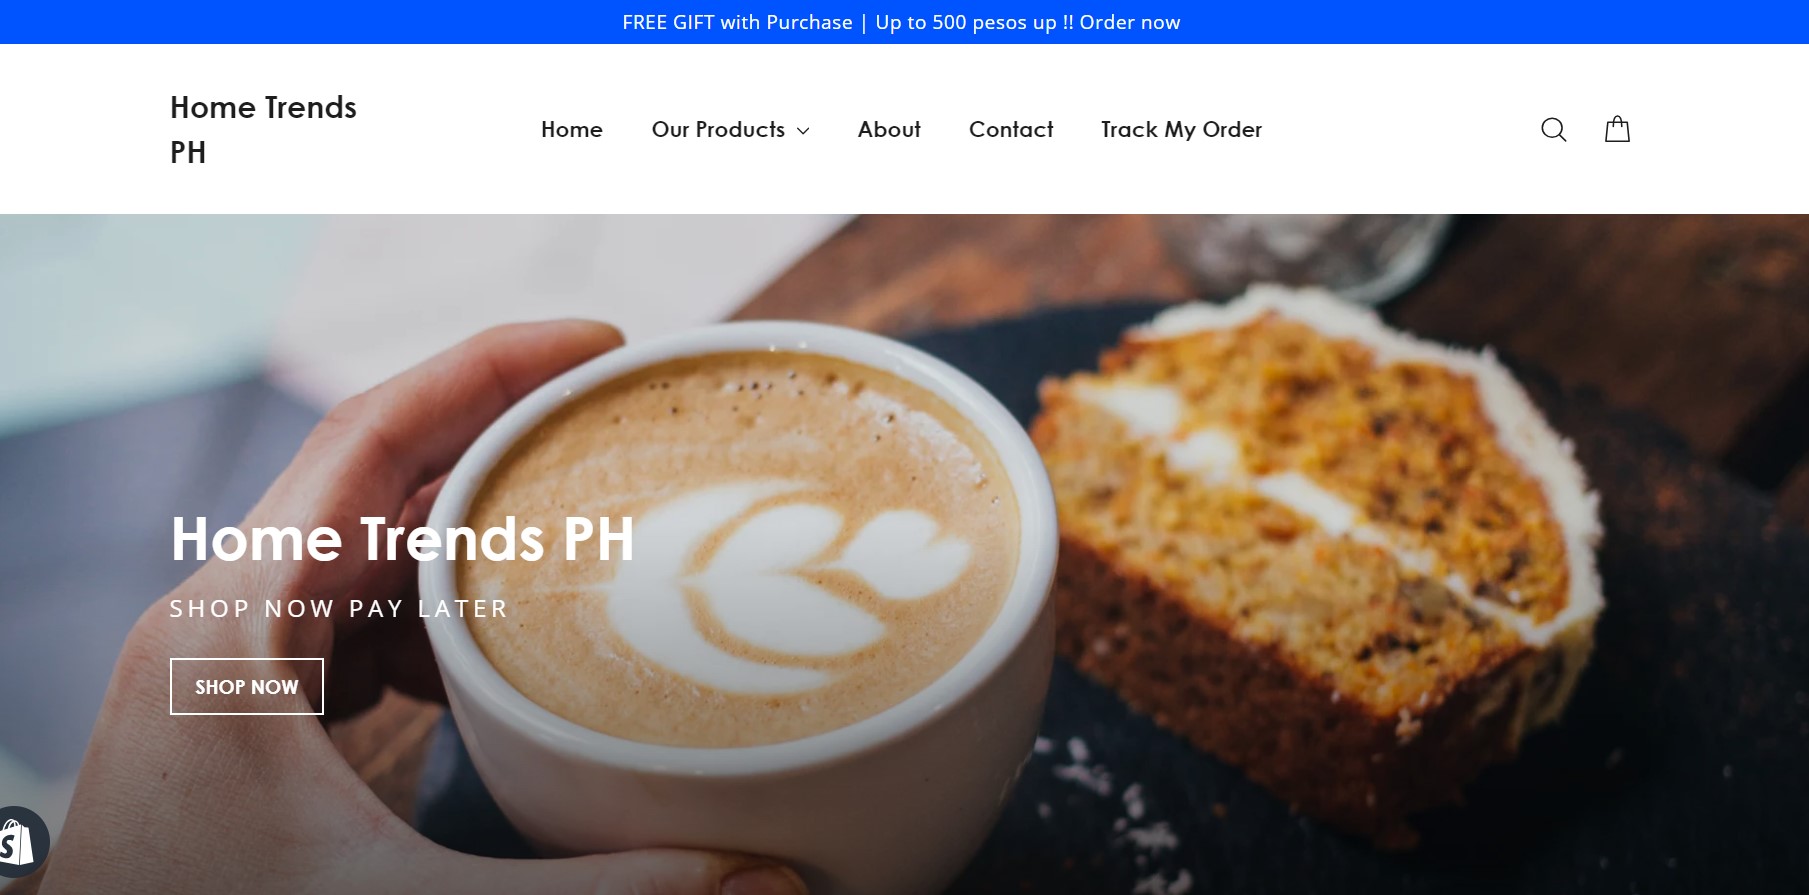 FREE GIFT with Purchase | Up to 500 pesos up !! Order now
Home Trends
PH
Home
Our Products
About
Contact
Track My Order
Home Trends PH
SHOP NOW PAY LATER
SHOP NOW
S